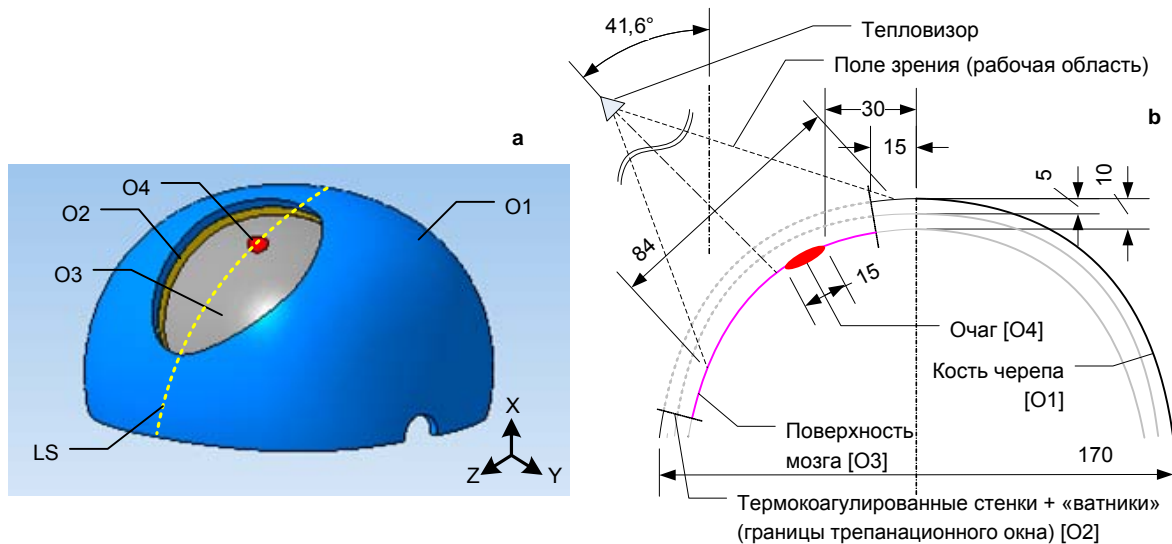 a
O4
O2
O1
O3
LS
X
Z
Y
b
41,6°
Тепловизор
Поле зрения (рабочая область)
30
15
5
10
84
15
Очаг [O4]
Кость черепа
[O1]
Поверхность
мозга [O3]
170
Термокоагулированные стенки + «ватники»
(границы трепанационного окна) [O2]